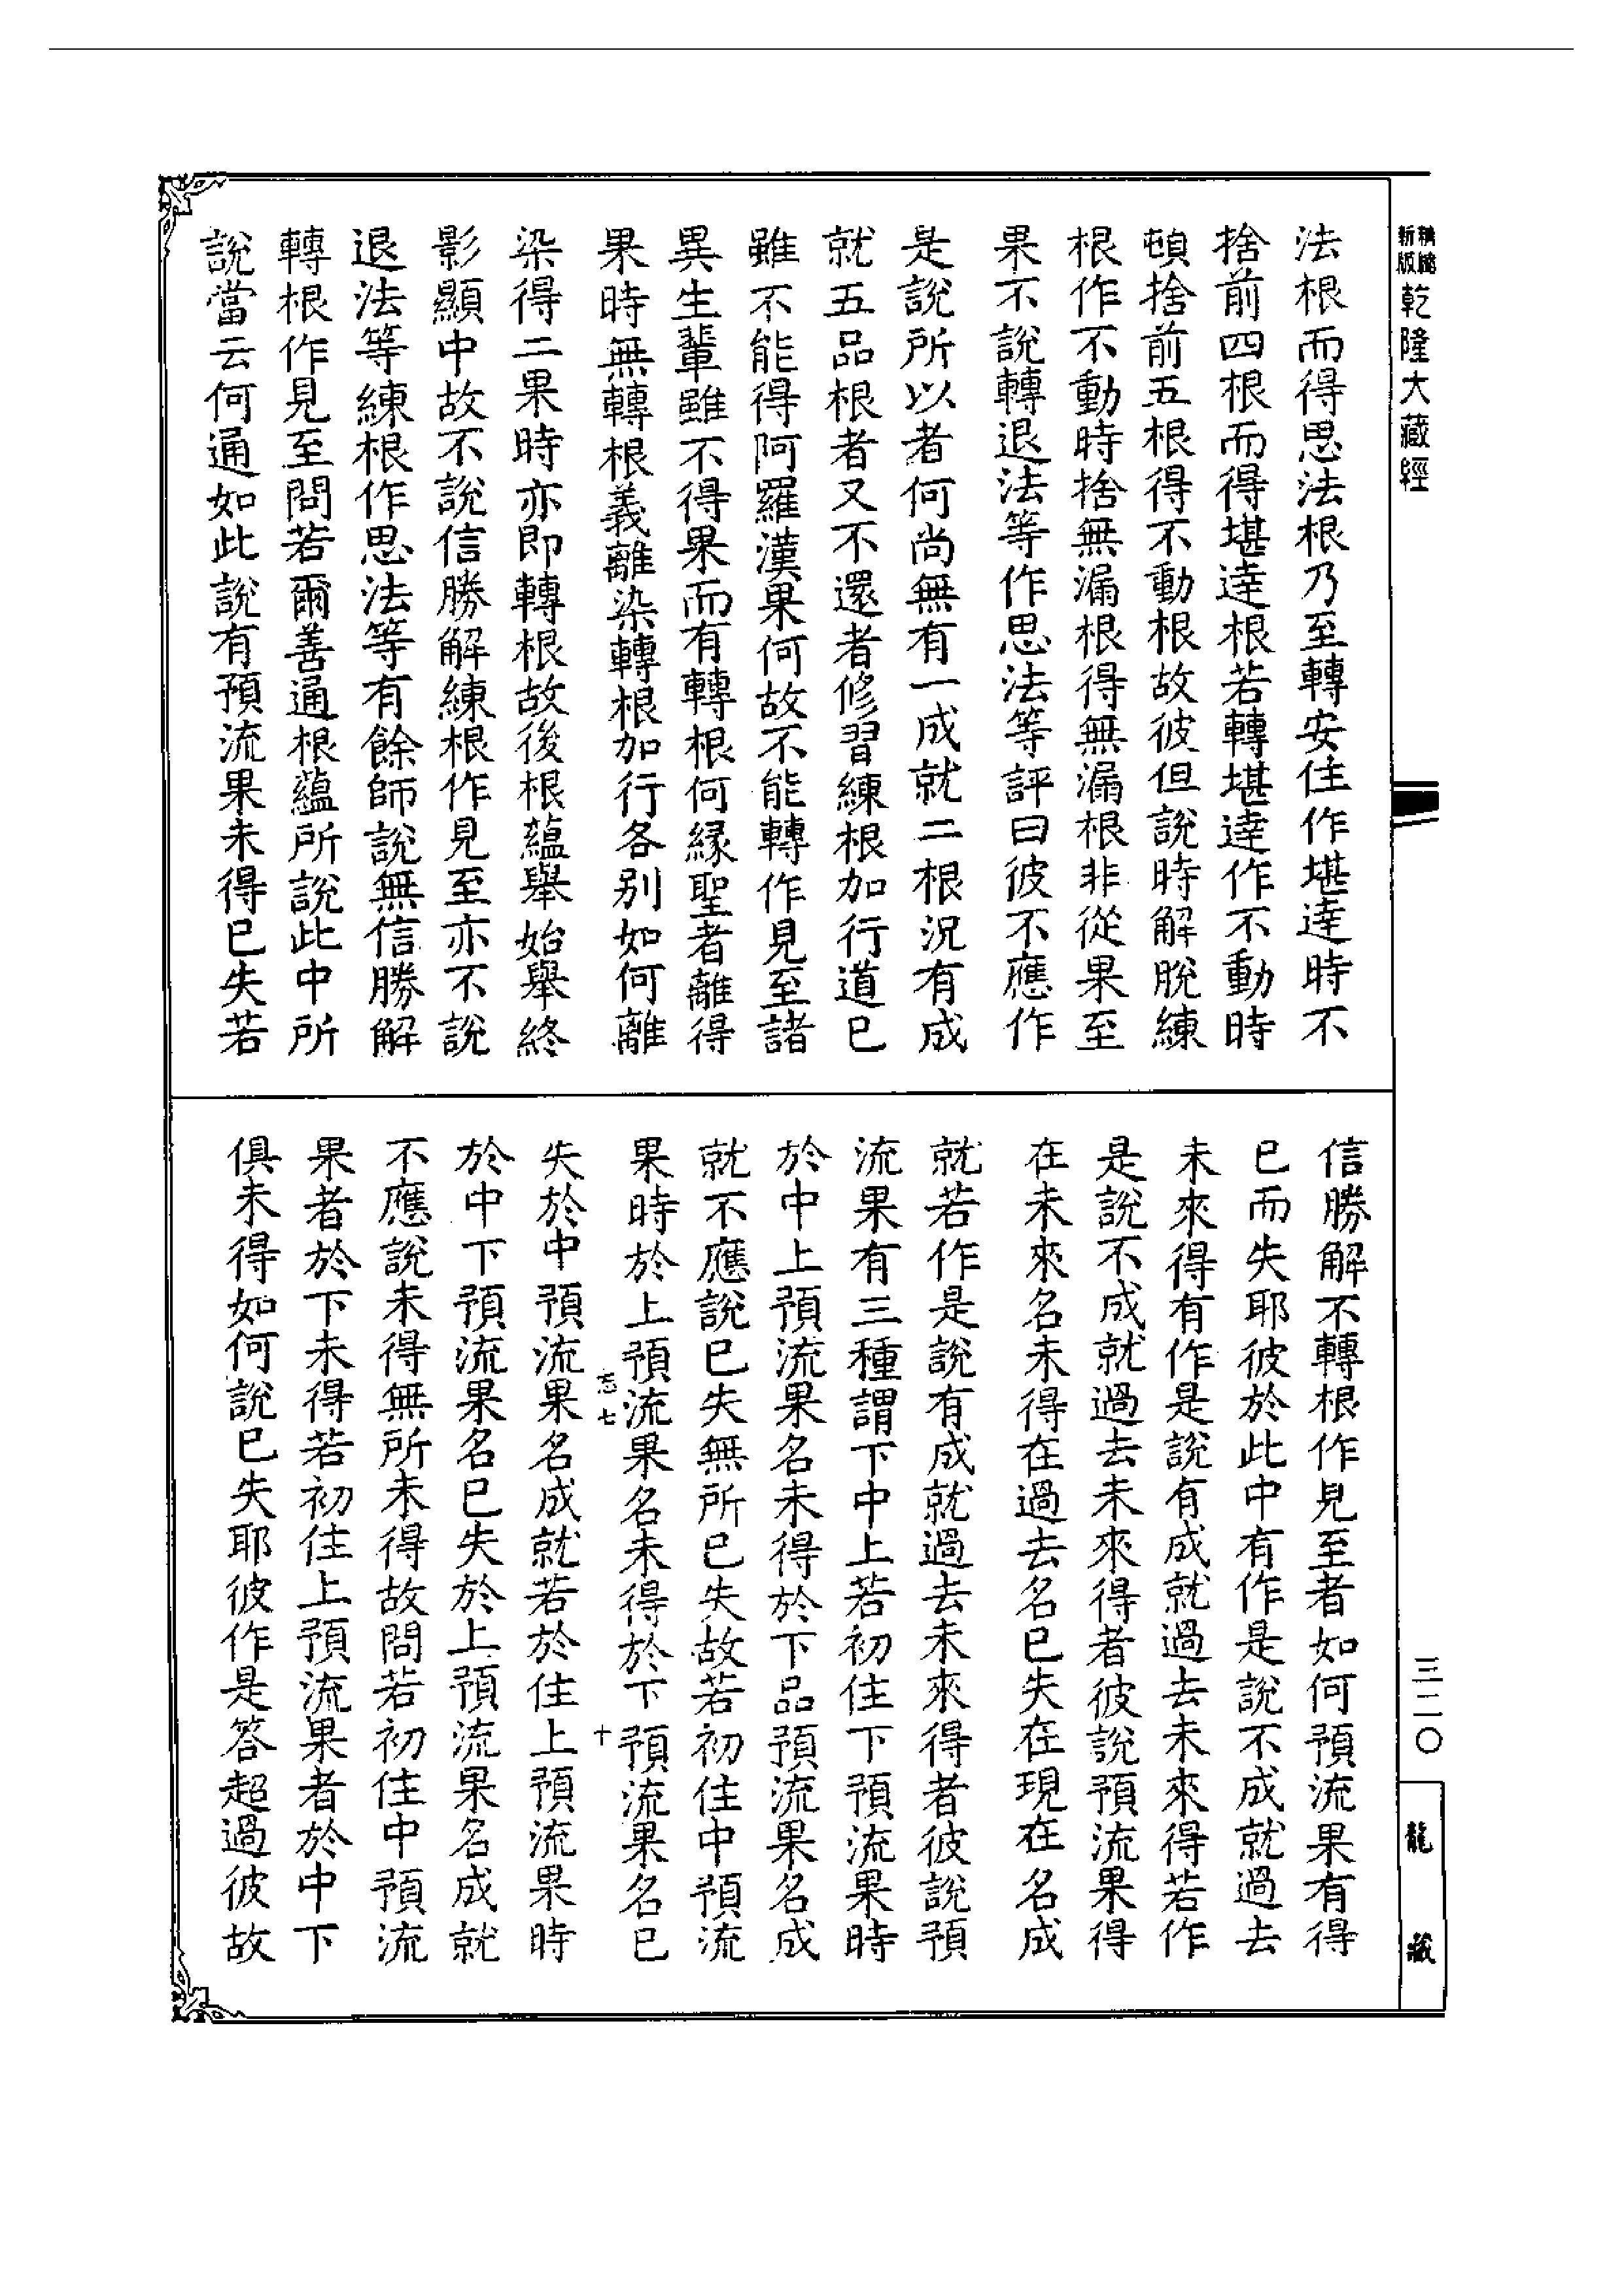 精縮新版乾隆大藏經
法根而得思法根乃至轉安住作堪達時不
捨前四根而得堪達根若轉堪達作不動時
頓捨前五根得不動根故彼但說時解脫練
根作不動時捨無漏根得無漏根非從果至
果不說轉退法等作思法等評曰彼不應作
是說所以者何尚無有一成就二根況有成
就五品根者又不還者修習練根加行道已
雖不能得阿羅漢果何故不能轉作見至諸
異生輩雖不得果而有轉根何緣聖者離得
果時無轉根義離染轉根加行各別如何離
染得二果時亦即轉根故後根蘊舉始舉終
影顯中故不說信勝解練根作見至亦不說
退法等練根作思法等有餘師說無信勝解
轉根作見至問若爾善通根蘊所說此中所
說當云何通如此說有預流果未得已失若
信勝解不轉根作見至者如何預流果有得
已而失耶彼於此中有作是說不成就過去
未來得有作是說有成就過去未來得若作
是說不成就過去未來得者彼說預流果得
在未來名未得在過去名已失在現在名成
就若作是說有成就過去未來得者彼說預
流果有三種謂下中上若初住下預流果時
於中上預流果名未得於下品預流果名成
就不應說已失無所已失故若初住中預流
果時於上預流果名未得於下預流果名已
失於中預流果名成就若於住上預流果時
於中下預流果名已失於上預流果名成就
不應說未得無所未得故問若初住中預流
果者於下未得若初住上預流果者於中下
俱未得如何說已失耶彼作是答超過彼故
忘七
十
三二〇
龍藏